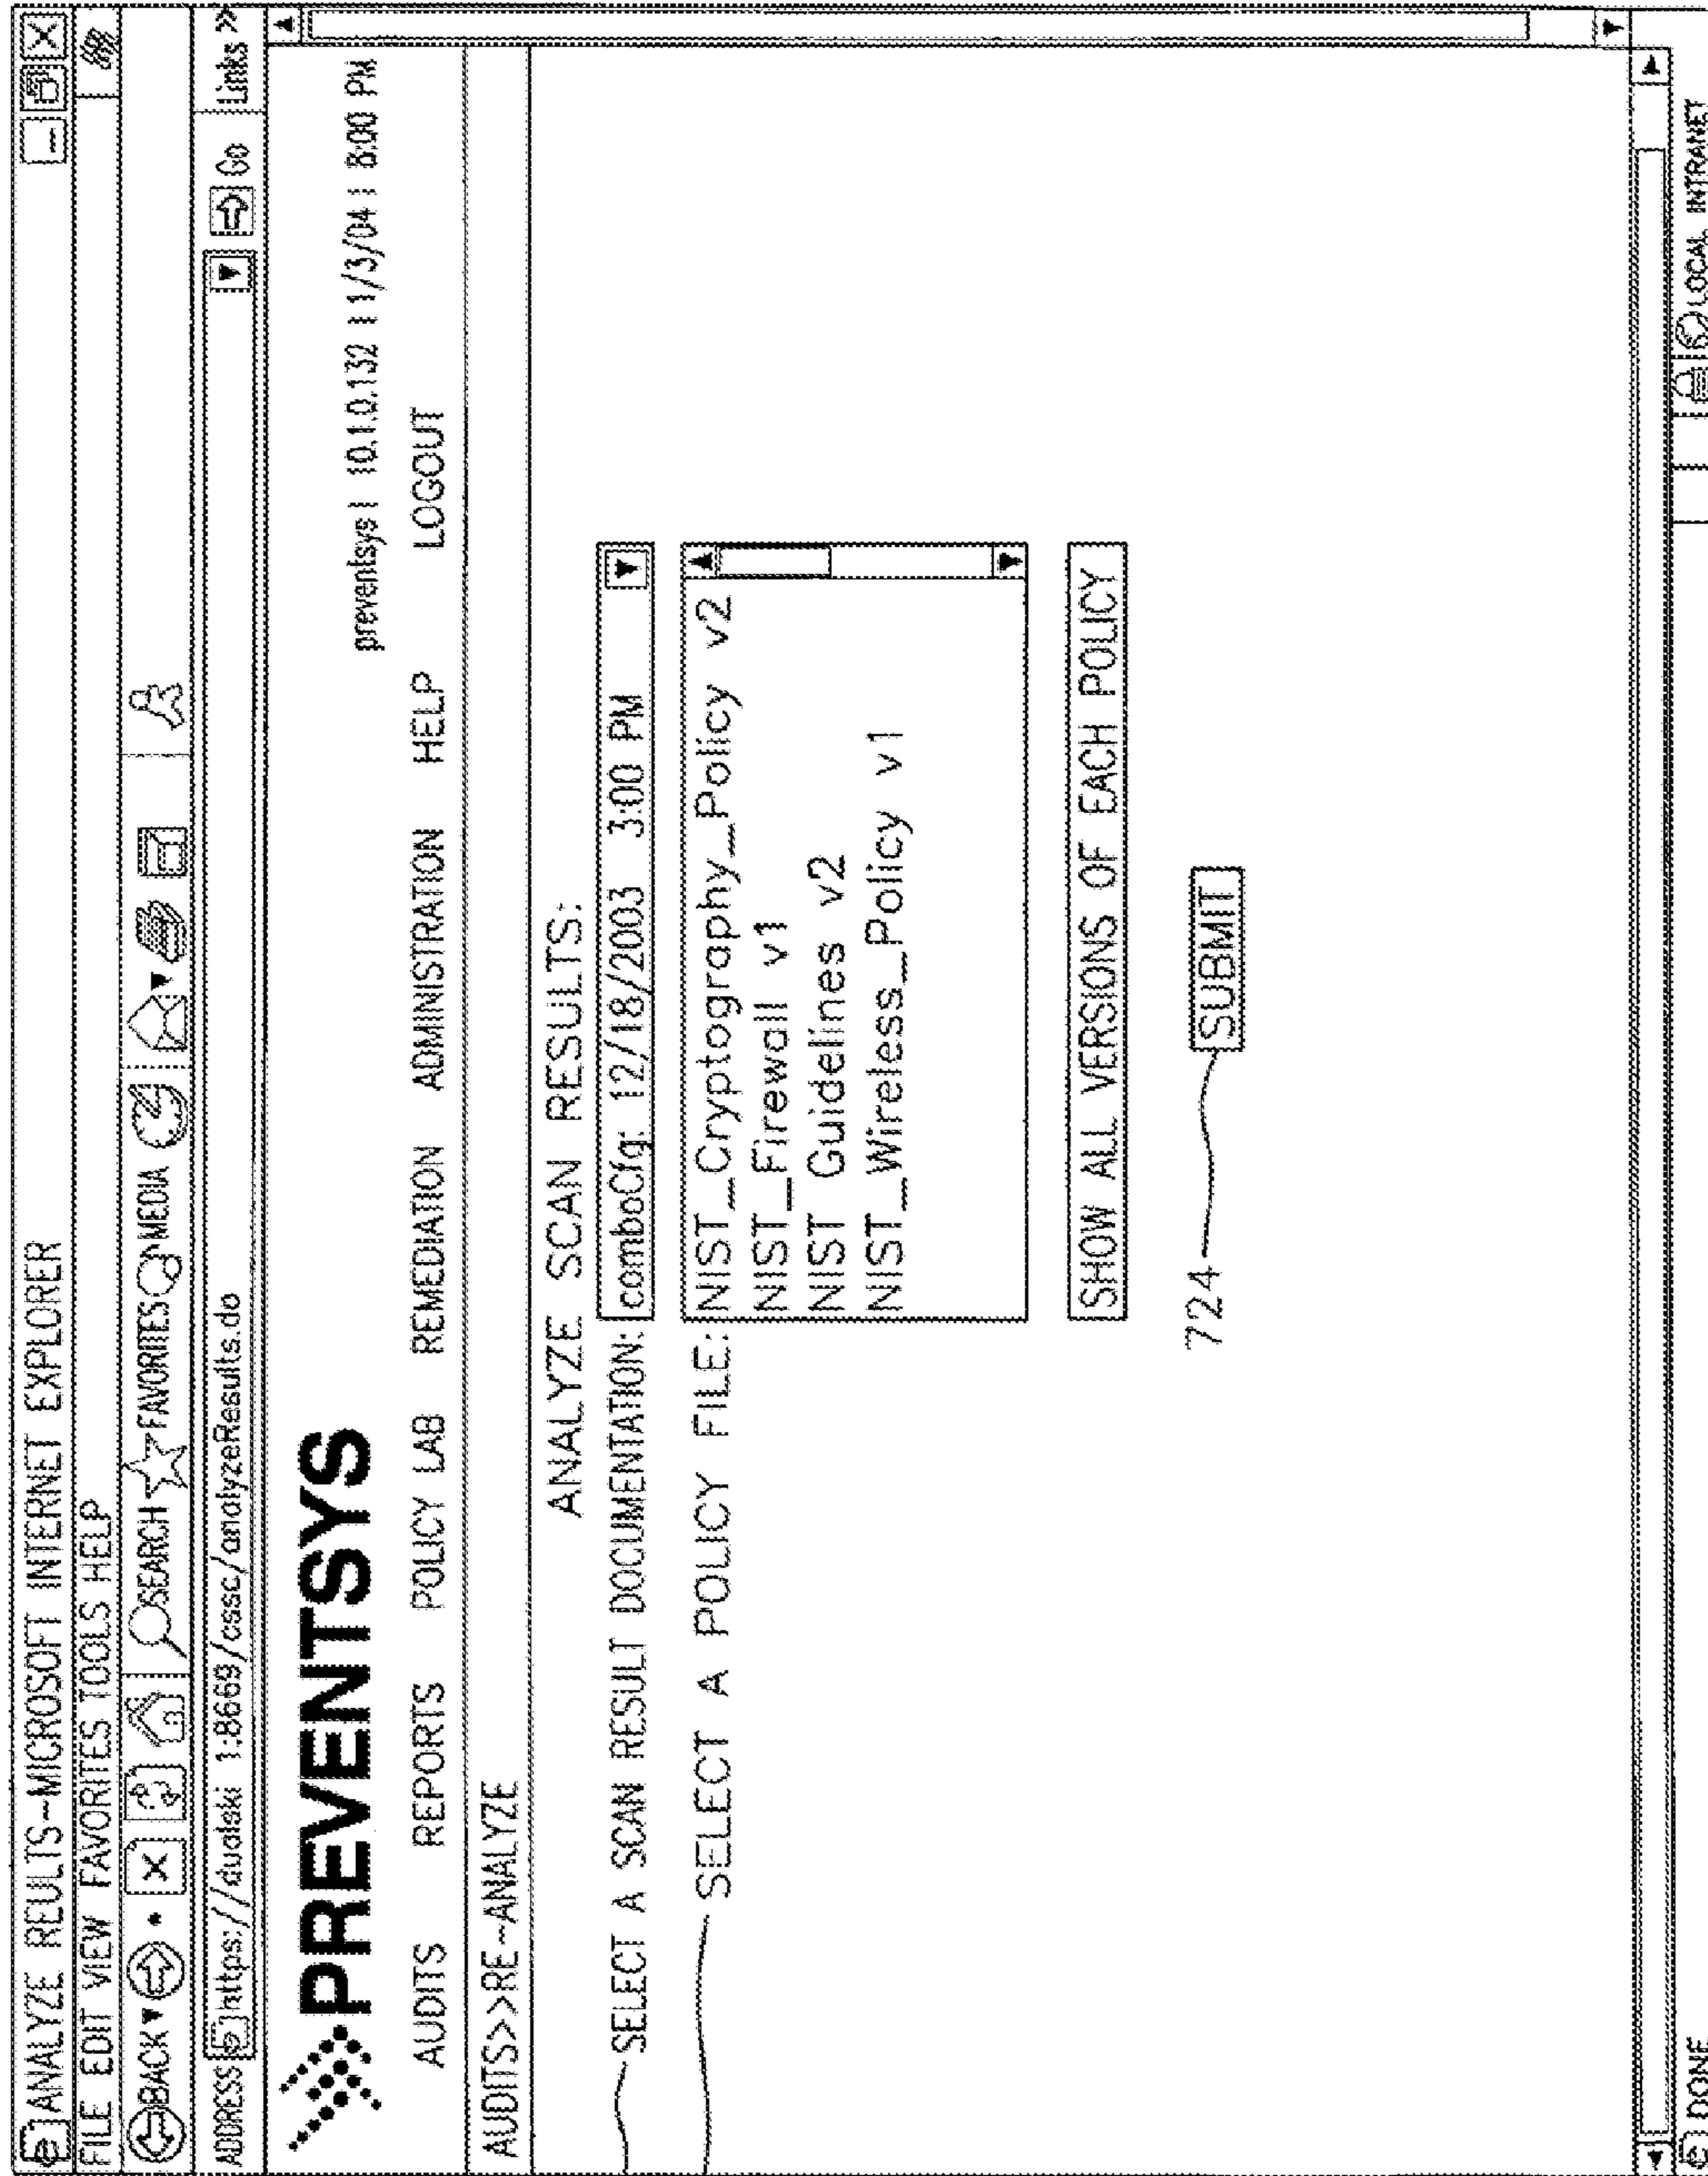 ANALYZE REULTS-MICROSOFT INTERNET EXPLORER
FILE EDIT VIEW FAVORITES TOOLS HELP
BACK SEARCH FAVORITES MEDIA
ADDRESS https://dualski 1:8669/cssc/analyzeResults.do Go Links »
PREVENTSYS
preventsys | 10.1.0.132 | 1/3/04 | 8:00 PM
AUDITS REPORTS POLICY LAB REMEDIATION ADMINISTRATION HELP LOGOUT
AUDITS>>RE-ANALYZE
ANALYZE SCAN RESULTS:
SELECT A SCAN RESULT DOCUMENTATION: comboCfg: 12/18/2003 3:00 PM
SELECT A POLICY FILE: NIST_Cryptography_Policy v2
NIST_Firewall v1
NIST Guidelines v2
NIST_Wireless_Policy v1
SHOW ALL VERSIONS OF EACH POLICY
724 SUBMIT
DONE LOCAL INTRANET